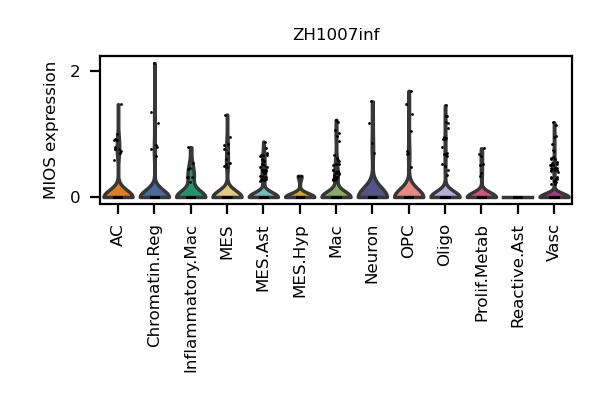 ZH1007inf
MIOS expression
2
0
AC
Chromatin.Reg
Inflammatory.Mac
MES
MES.Ast
MES.Hyp
Mac
Neuron
OPC
Oligo
Prolif.Metab
Reactive.Ast
Vasc